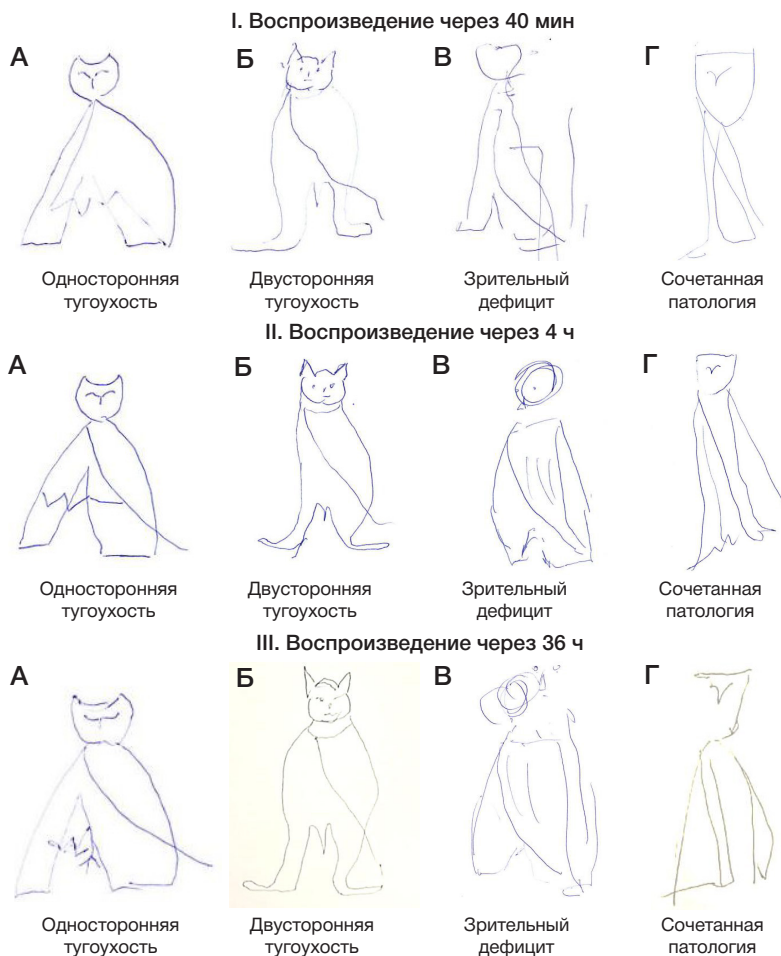 I. Воспроизведение через 40 мин
А Б В Г
Односторонняя Двусторонняя Зрительный Сочетанная
тугоухость тугоухость дефицит патология
II. Воспроизведение через 4 ч
А Б В Г
Односторонняя Двусторонняя Зрительный Сочетанная
тугоухость тугоухость дефицит патология
III. Воспроизведение через 36 ч
А Б В Г
Односторонняя Двусторонняя Зрительный Сочетанная
тугоухость тугоухость дефицит патология